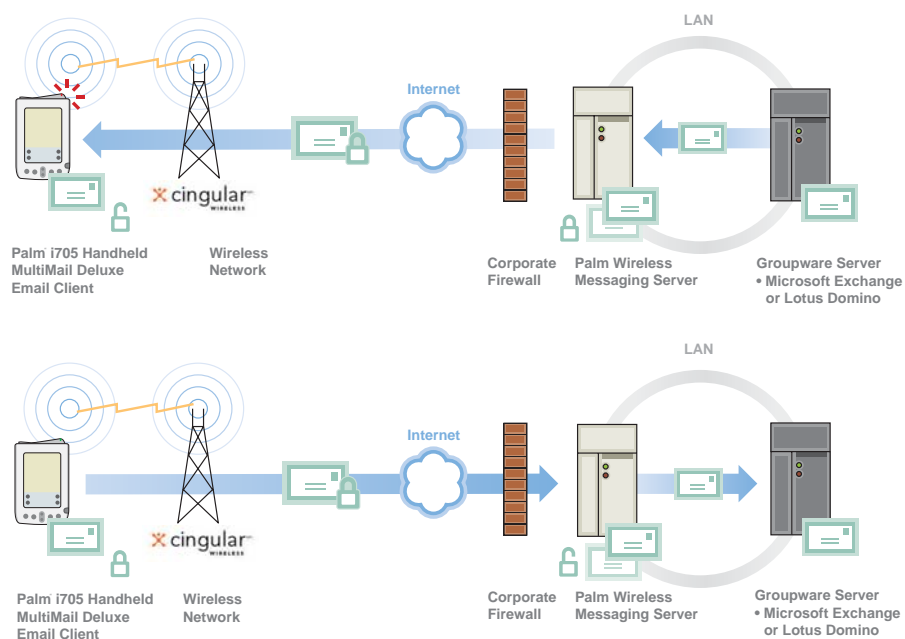 LAN
Internet
cingular℠
WIRELESS
Palm i705 Handheld
MultiMail Deluxe
Email Client
Wireless
Network
Corporate
Firewall
Palm Wireless
Messaging Server
Groupware Server
• Microsoft Exchange
or Lotus Domino
LAN
Internet
cingular℠
WIRELESS
Palm i705 Handheld
MultiMail Deluxe
Email Client
Wireless
Network
Corporate
Firewall
Palm Wireless
Messaging Server
Groupware Server
• Microsoft Exchange
or Lotus Domino